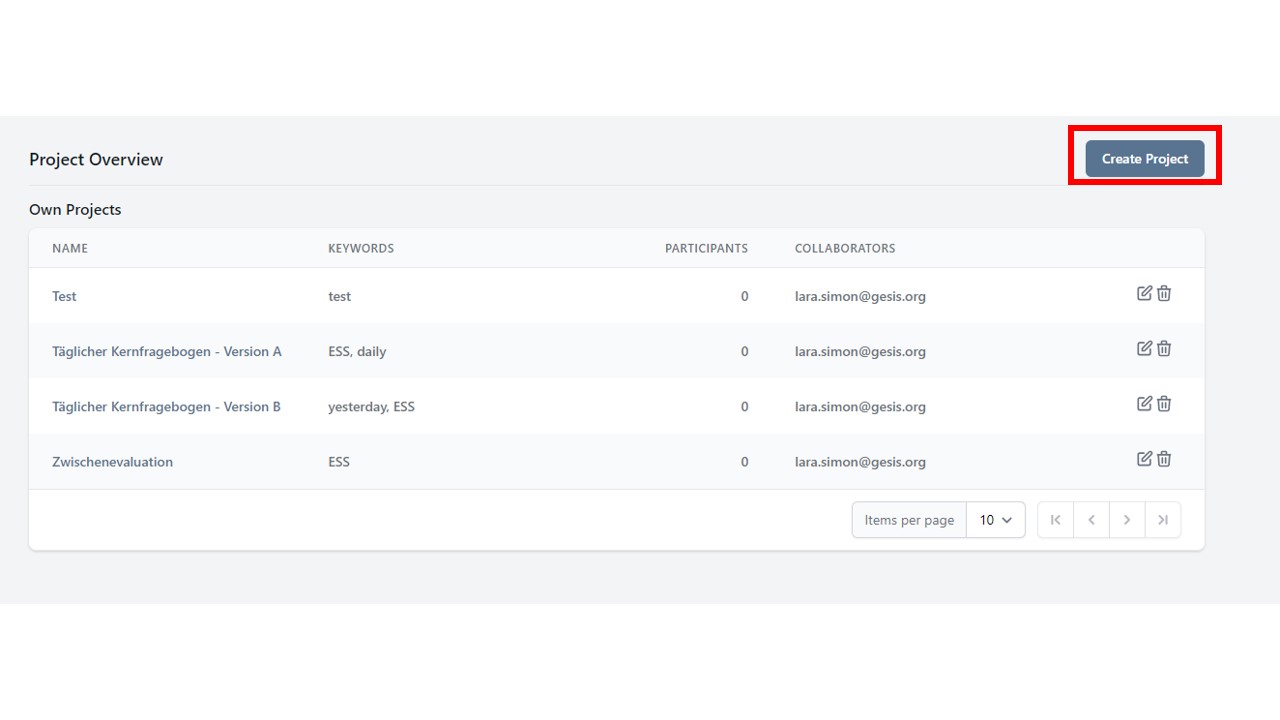 Project Overview
Create Project
Own Projects
NAME KEYWORDS PARTICIPANTS COLLABORATORS
Test test 0 lara.simon@gesis.org
Täglicher Kernfragebogen - Version A ESS, daily 0 lara.simon@gesis.org
Täglicher Kernfragebogen - Version B yesterday, ESS 0 lara.simon@gesis.org
Zwischenevaluation ESS 0 lara.simon@gesis.org
Items per page 10